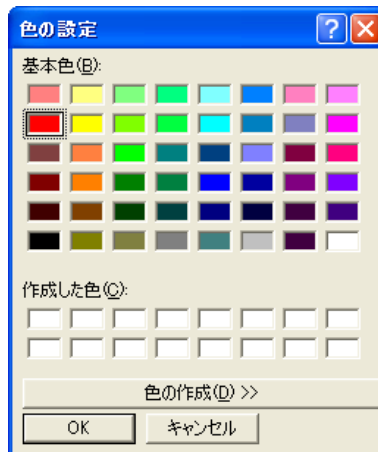 色の設定
基本色(B):
作成した色(C):
色の作成(D) >>
OK
キャンセル